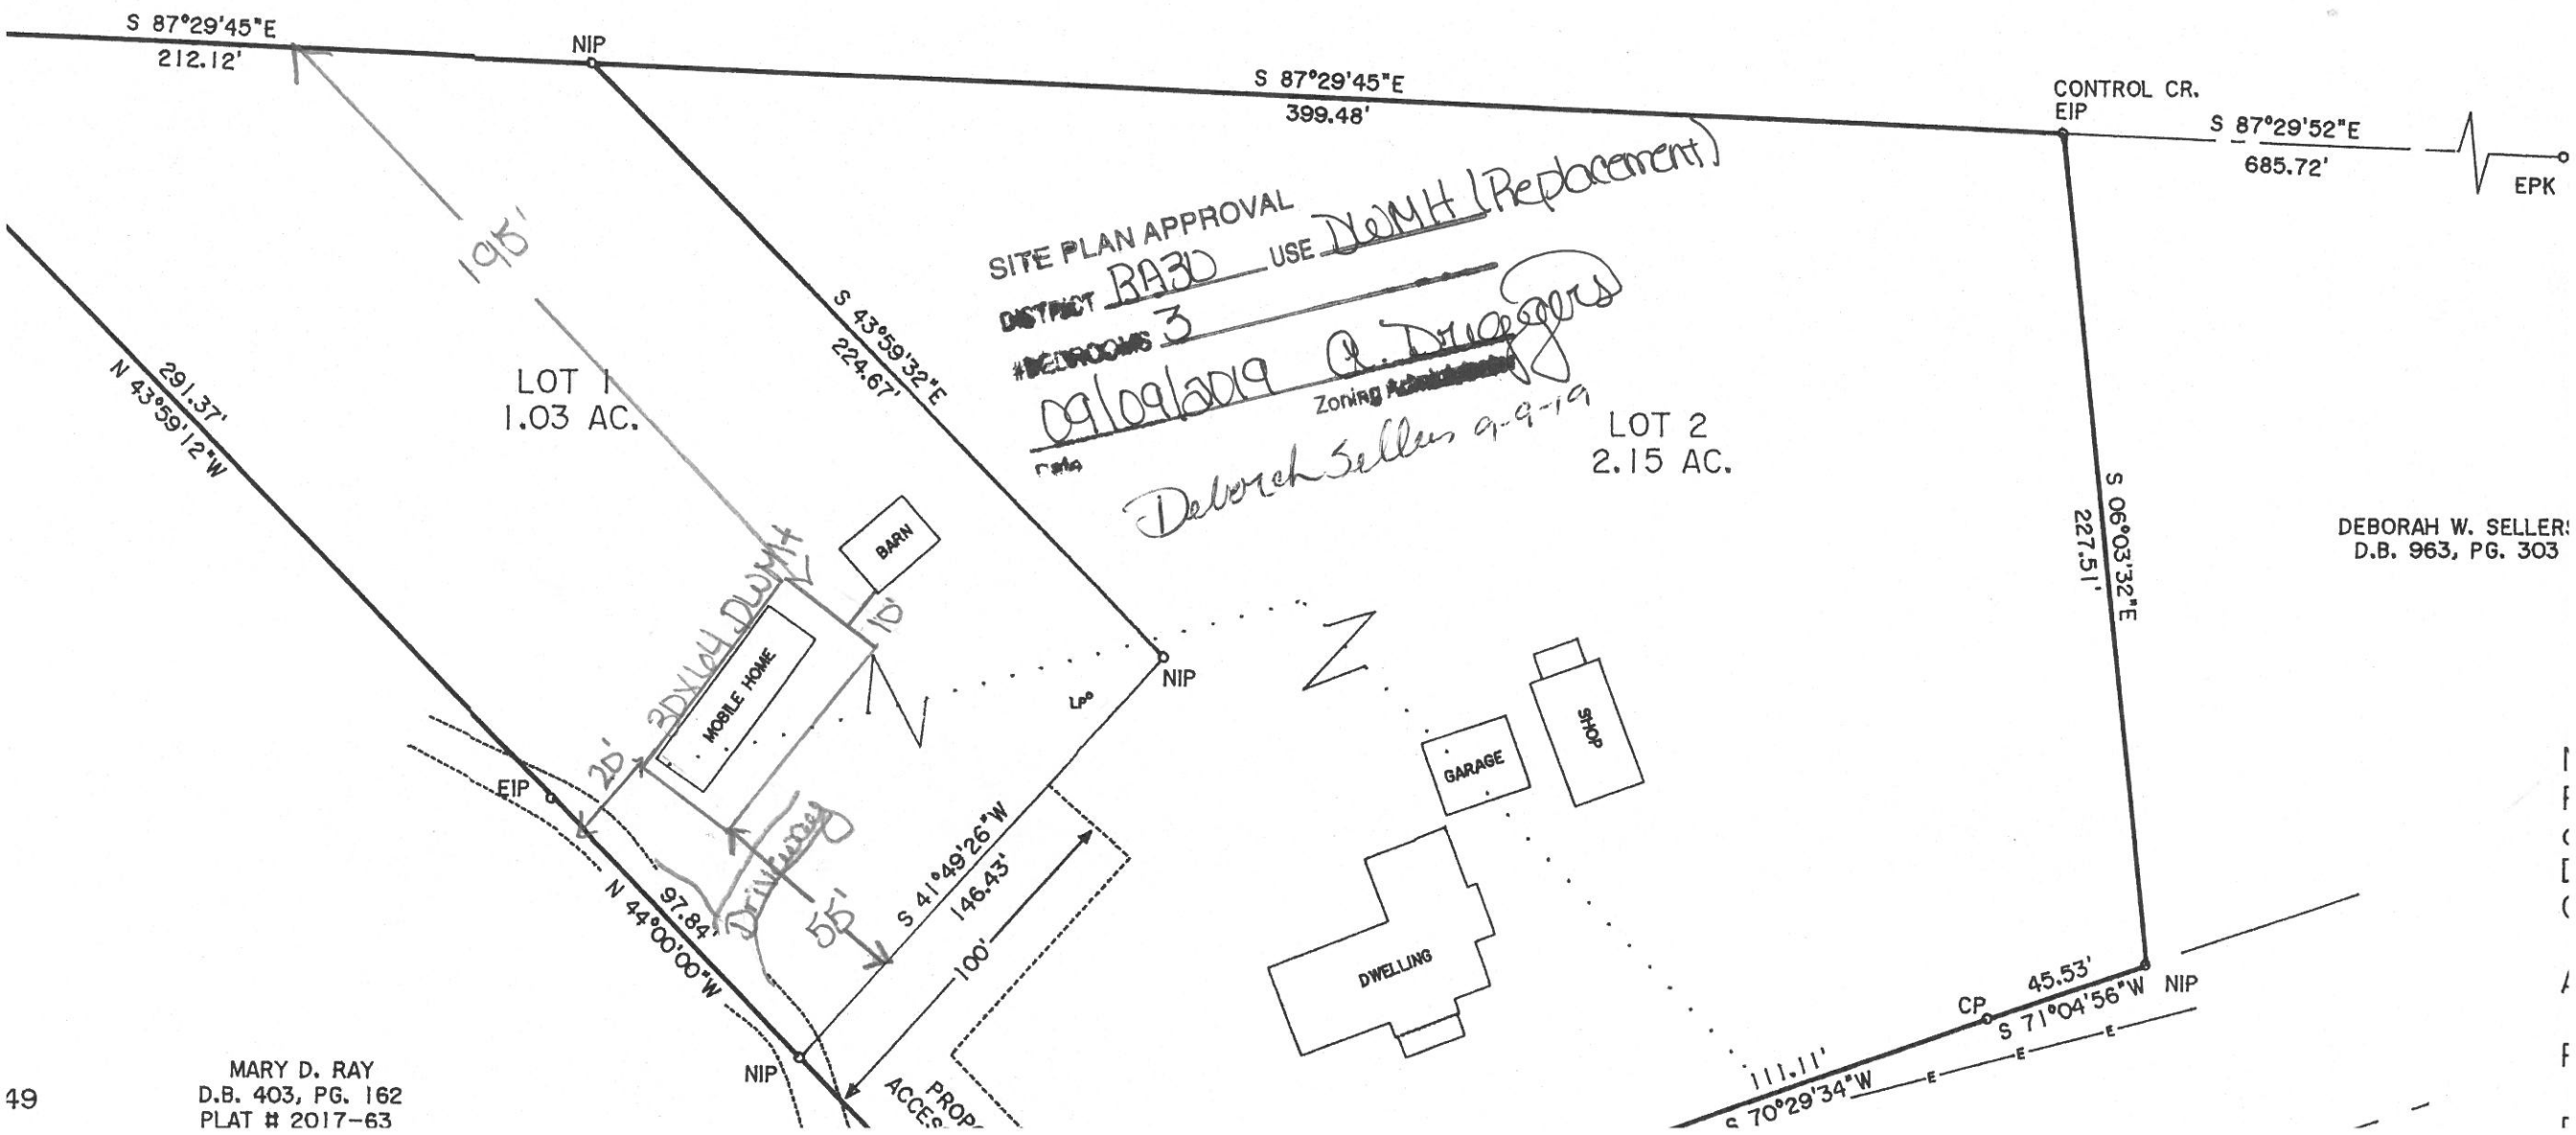 S 87°29'45"E
212.12'
NIP
S 87°29'45"E
399.48'
CONTROL CR.
EIP
S 87°29'52"E
685.72'
EPK
195'
SITE PLAN APPROVAL
DISTRICT RA30 USE DWMH (Replacement)
#BEDROOMS 3
09/09/2019
Zoning Administrator
Deborah Sellers 9-9-19
S 43°59'32"E
224.67'
291.37'
N 43°59'12"W
LOT 1
1.03 AC.
LOT 2
2.15 AC.
S 06°03'32"E
227.51'
DEBORAH W. SELLERS
D.B. 963, PG. 303
BARN
10'
30X64 DWMH
MOBILE HOME
20'
EIP
NIP
SHOP
GARAGE
DWELLING
Driveway
55'
S 41°49'26"W
146.43'
100'
97.84'
N 44°00'00"W
NIP
PROP
ACCES
45.53'
S 71°04'56"W
NIP
CP
111.11'
S 70°29'34"W
E
E
E
MARY D. RAY
D.B. 403, PG. 162
PLAT # 2017-63
49